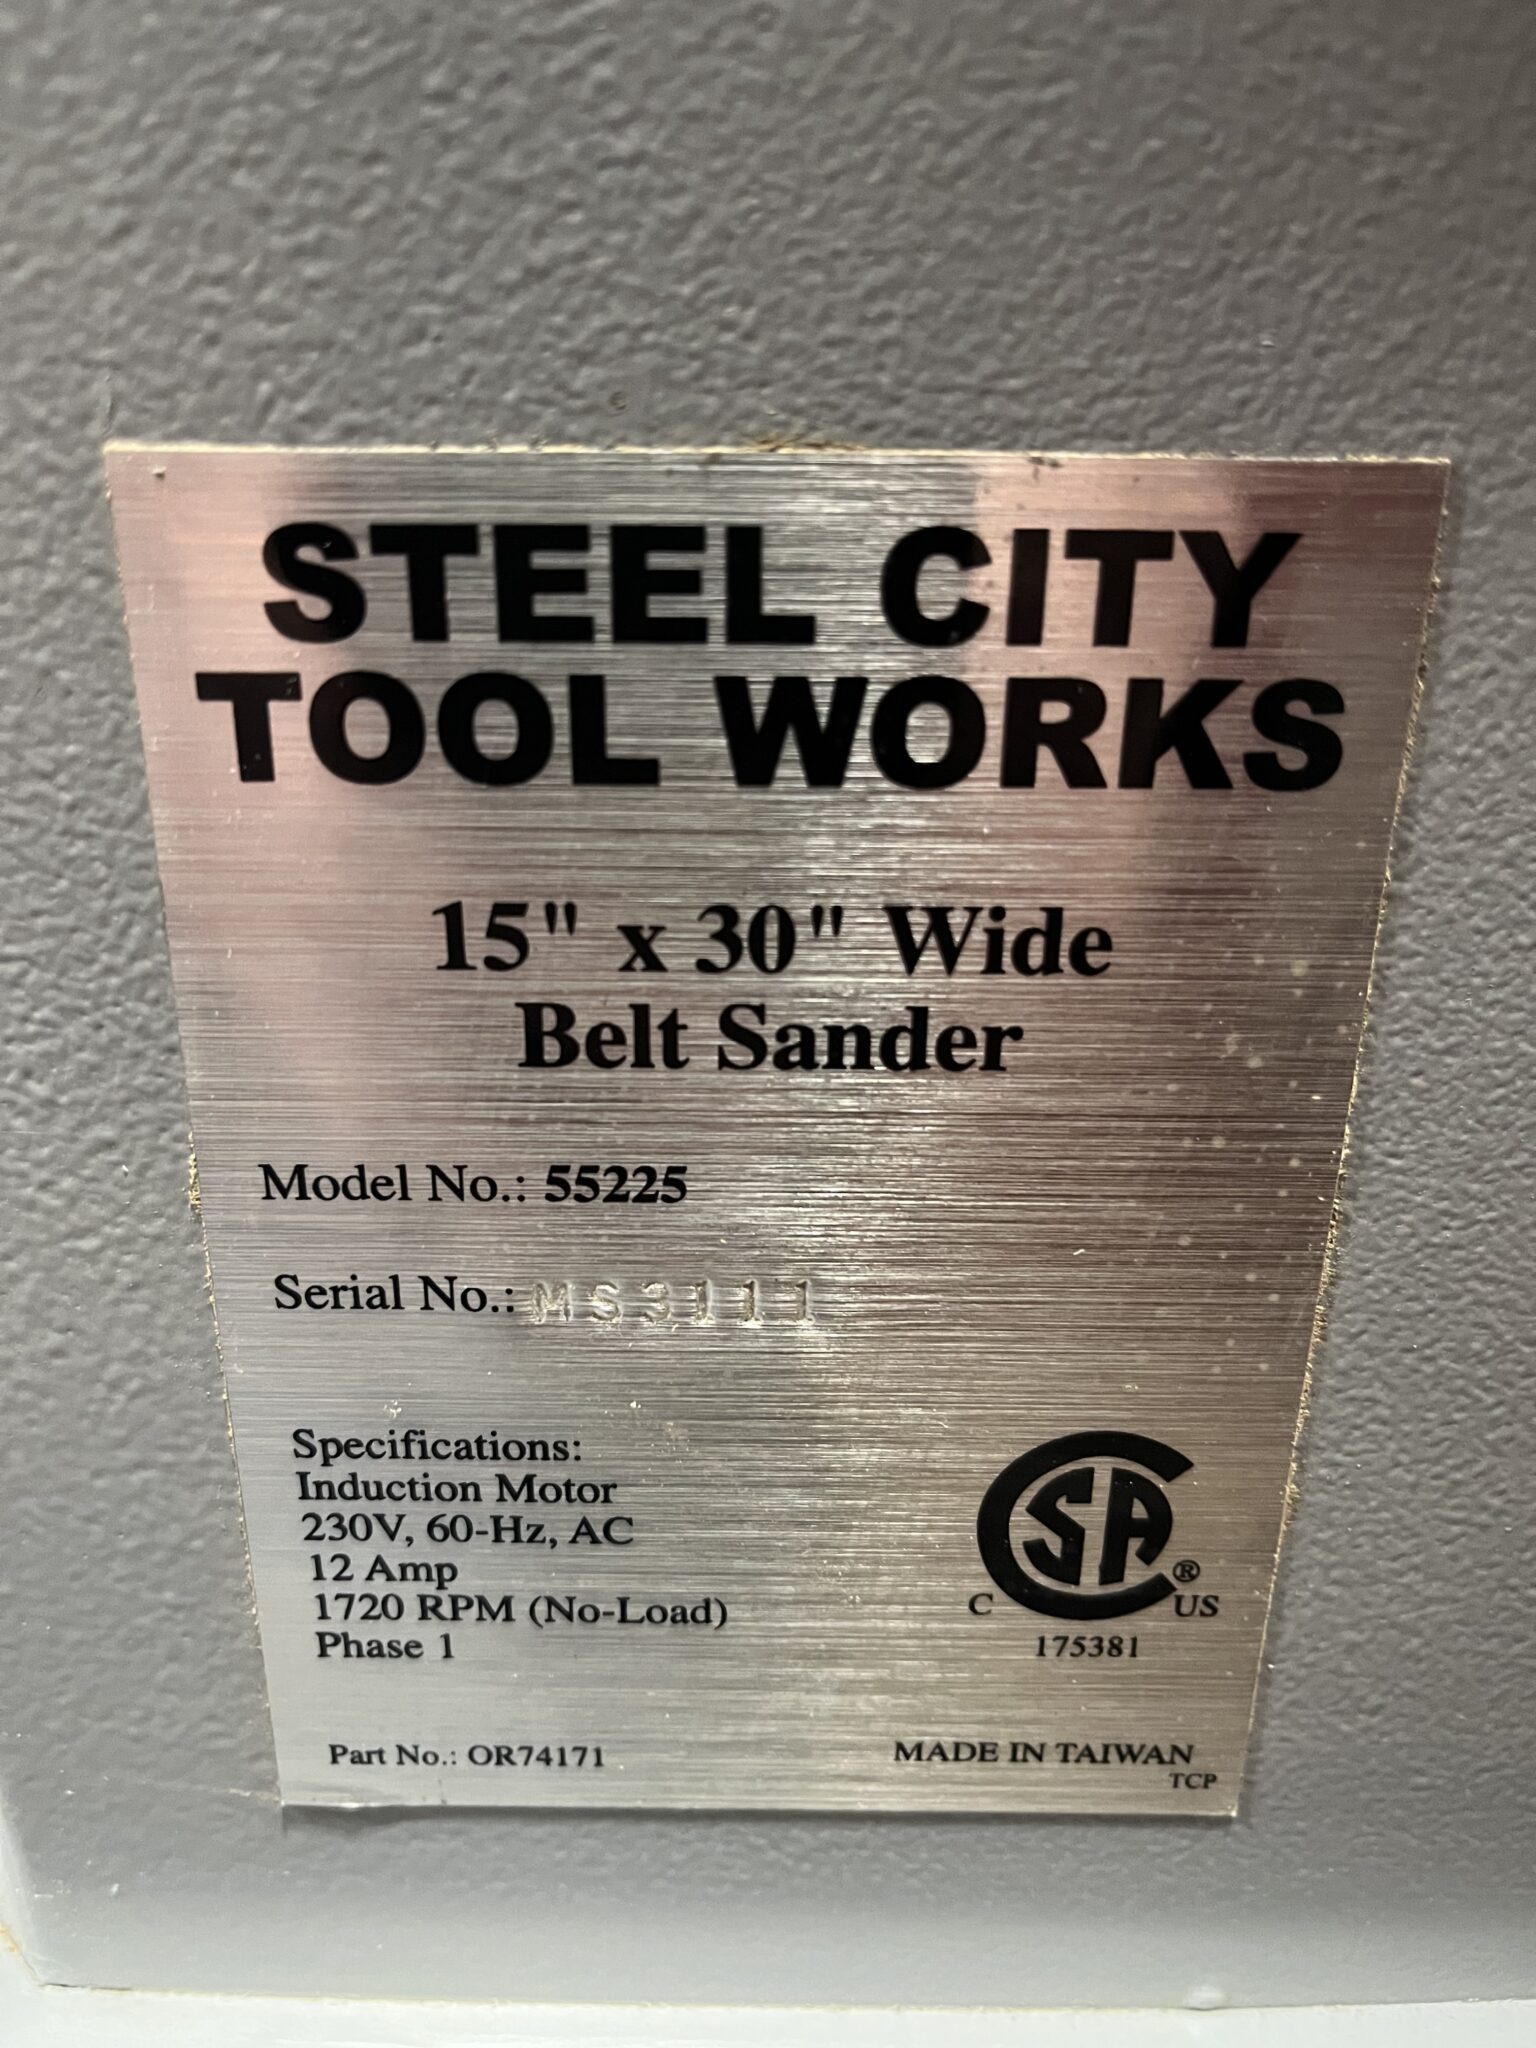 STEEL CITY
TOOL WORKS
15" x 30" Wide
Belt Sander
Model No.: 55225
Serial No.: MS3111
Specifications:
Induction Motor
230V, 60-Hz, AC
12 Amp
1720 RPM (No-Load)
Phase 1
CSA®
C US
175381
Part No.: OR74171
MADE IN TAIWAN
TCP